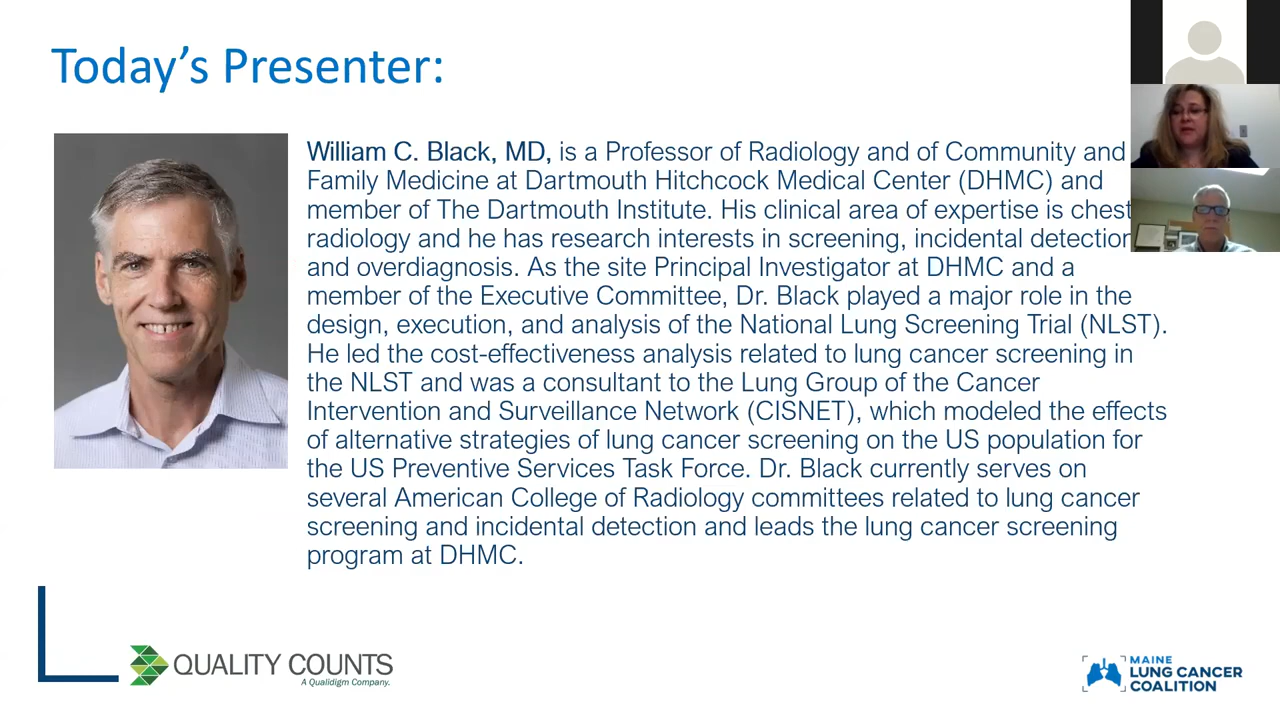 Today's Presenter:
William C. Black, MD, is a Professor of Radiology and of Community and
Family Medicine at Dartmouth Hitchcock Medical Center (DHMC) and
member of The Dartmouth Institute. His clinical area of expertise is chest
radiology and he has research interests in screening, incidental detection
and overdiagnosis. As the site Principal Investigator at DHMC and a
member of the Executive Committee, Dr. Black played a major role in the
design, execution, and analysis of the National Lung Screening Trial (NLST).
He led the cost-effectiveness analysis related to lung cancer screening in
the NLST and was a consultant to the Lung Group of the Cancer
Intervention and Surveillance Network (CISNET), which modeled the effects
of alternative strategies of lung cancer screening on the US population for
the US Preventive Services Task Force. Dr. Black currently serves on
several American College of Radiology committees related to lung cancer
screening and incidental detection and leads the lung cancer screening
program at DHMC.
QUALITY COUNTS
A Qualidigm Company.
MAINE
LUNG CANCER
COALITION